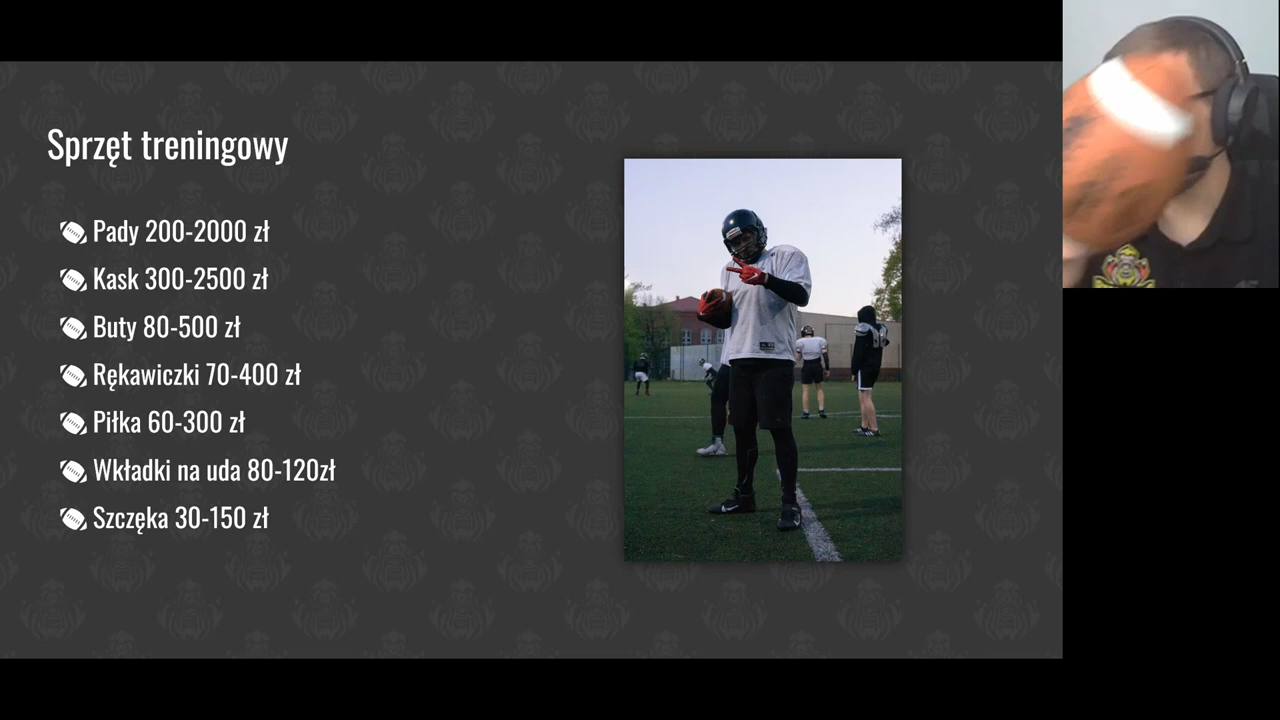 Sprzęt treningowy
Pady 200-2000 zł
Kask 300-2500 zł
Buty 80-500 zł
Rękawiczki 70-400 zł
Piłka 60-300 zł
Wkładki na uda 80-120zł
Szczęka 30-150 zł